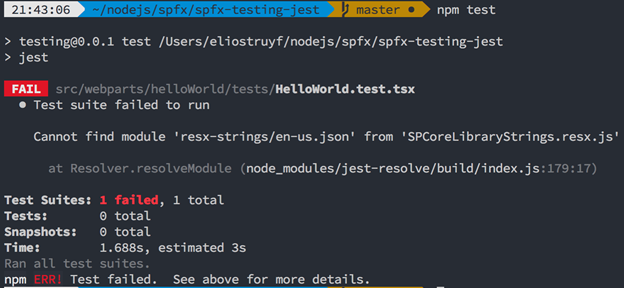 21:43:06 ~/nodejs/spfx/spfx-testing-jest master ● npm test
> testing@0.0.1 test /Users/eliostruyf/nodejs/spfx/spfx-testing-jest
> jest
FAIL src/webparts/helloWorld/tests/HelloWorld.test.tsx
● Test suite failed to run
Cannot find module 'resx-strings/en-us.json' from 'SPCoreLibraryStrings.resx.js'
at Resolver.resolveModule (node_modules/jest-resolve/build/index.js:179:17)
Test Suites: 1 failed, 1 total
Tests: 0 total
Snapshots: 0 total
Time: 1.688s, estimated 3s
Ran all test suites.
npm ERR! Test failed. See above for more details.